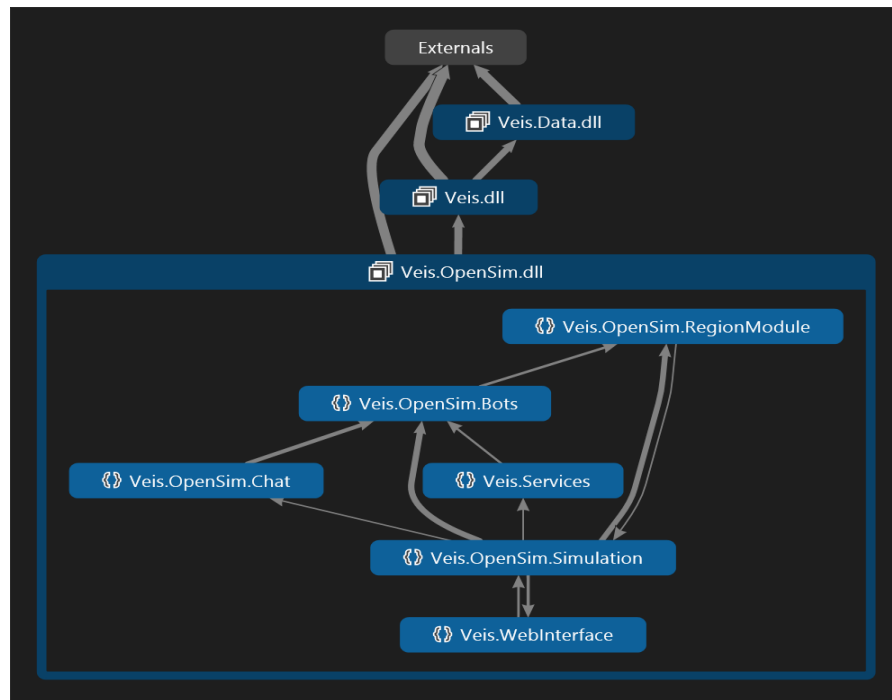 Externals
Veis.Data.dll
Veis.dll
Veis.OpenSim.dll
Veis.OpenSim.RegionModule
Veis.OpenSim.Bots
Veis.OpenSim.Chat
Veis.Services
Veis.OpenSim.Simulation
Veis.WebInterface